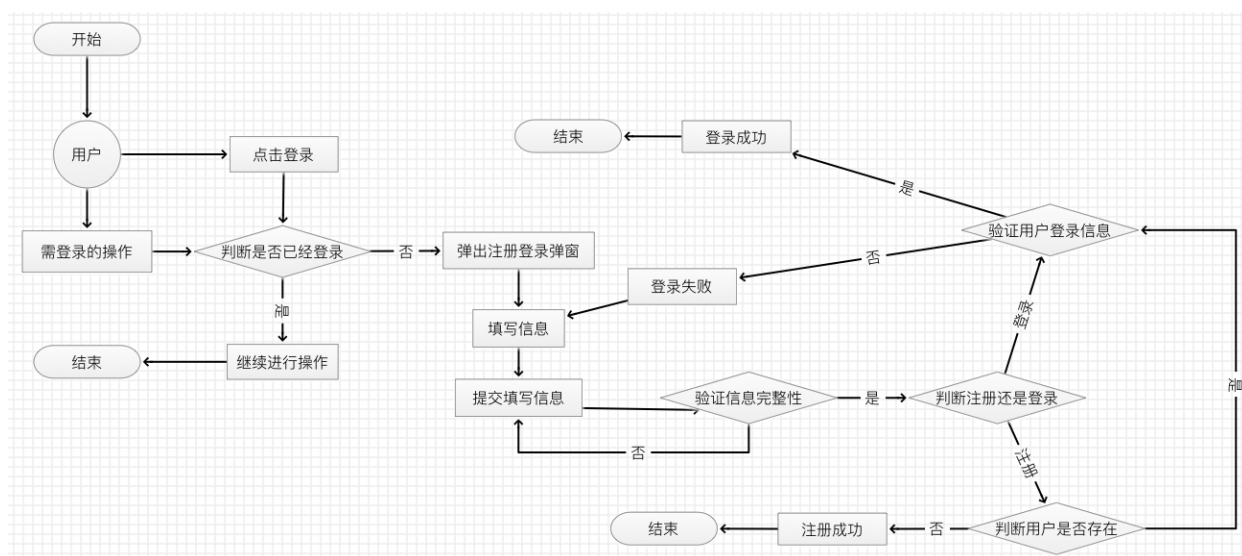 开始
用户
点击登录
需登录的操作
判断是否已经登录
否
弹出注册登录弹窗
是
继续进行操作
结束
结束
登录成功
是
验证用户登录信息
否
登录失败
填写信息
提交填写信息
验证信息完整性
是
判断注册还是登录
登录
否
注册
是
结束
注册成功
否
判断用户是否存在